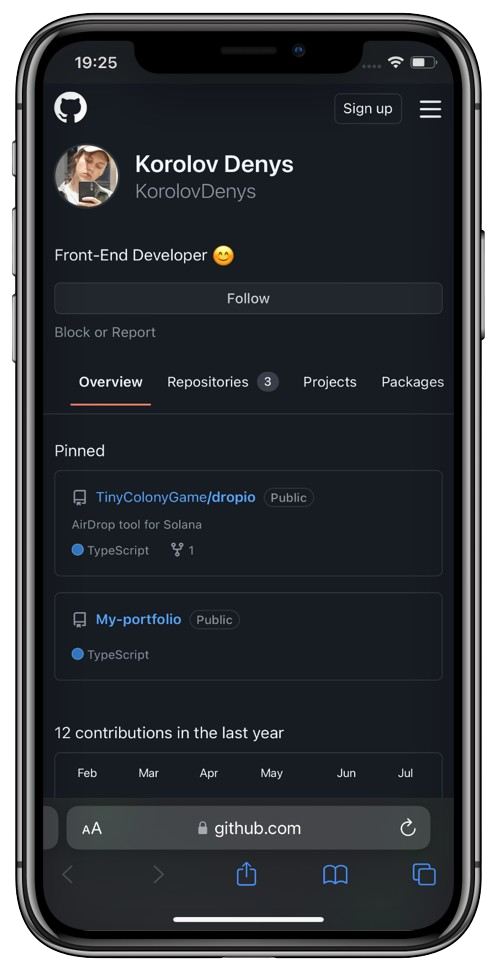 19:25
Sign up
Korolov Denys
KorolovDenys
Front-End Developer 😊
Follow
Block or Report
Overview Repositories 3 Projects Packages
Pinned
TinyColonyGame/dropio Public
AirDrop tool for Solana
TypeScript 1
My-portfolio Public
TypeScript
12 contributions in the last year
Feb Mar Apr May Jun Jul
AA github.com